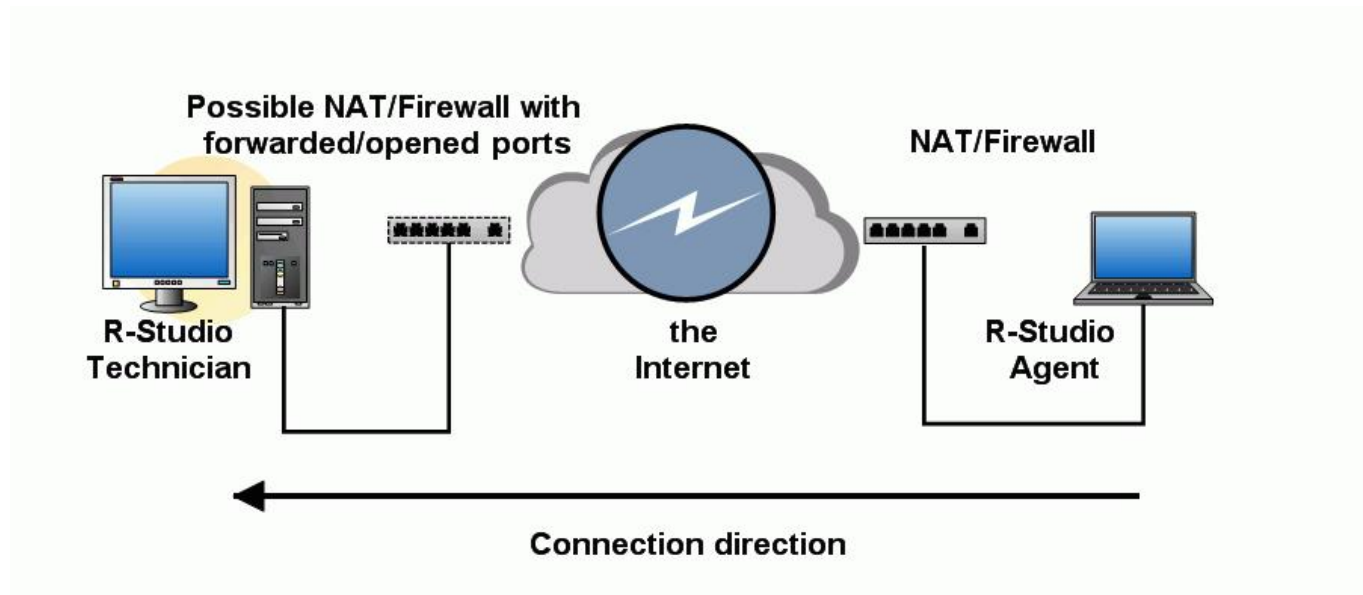 Possible NAT/Firewall with
forwarded/opened ports
NAT/Firewall
R-Studio
Technician
the
Internet
R-Studio
Agent
Connection direction